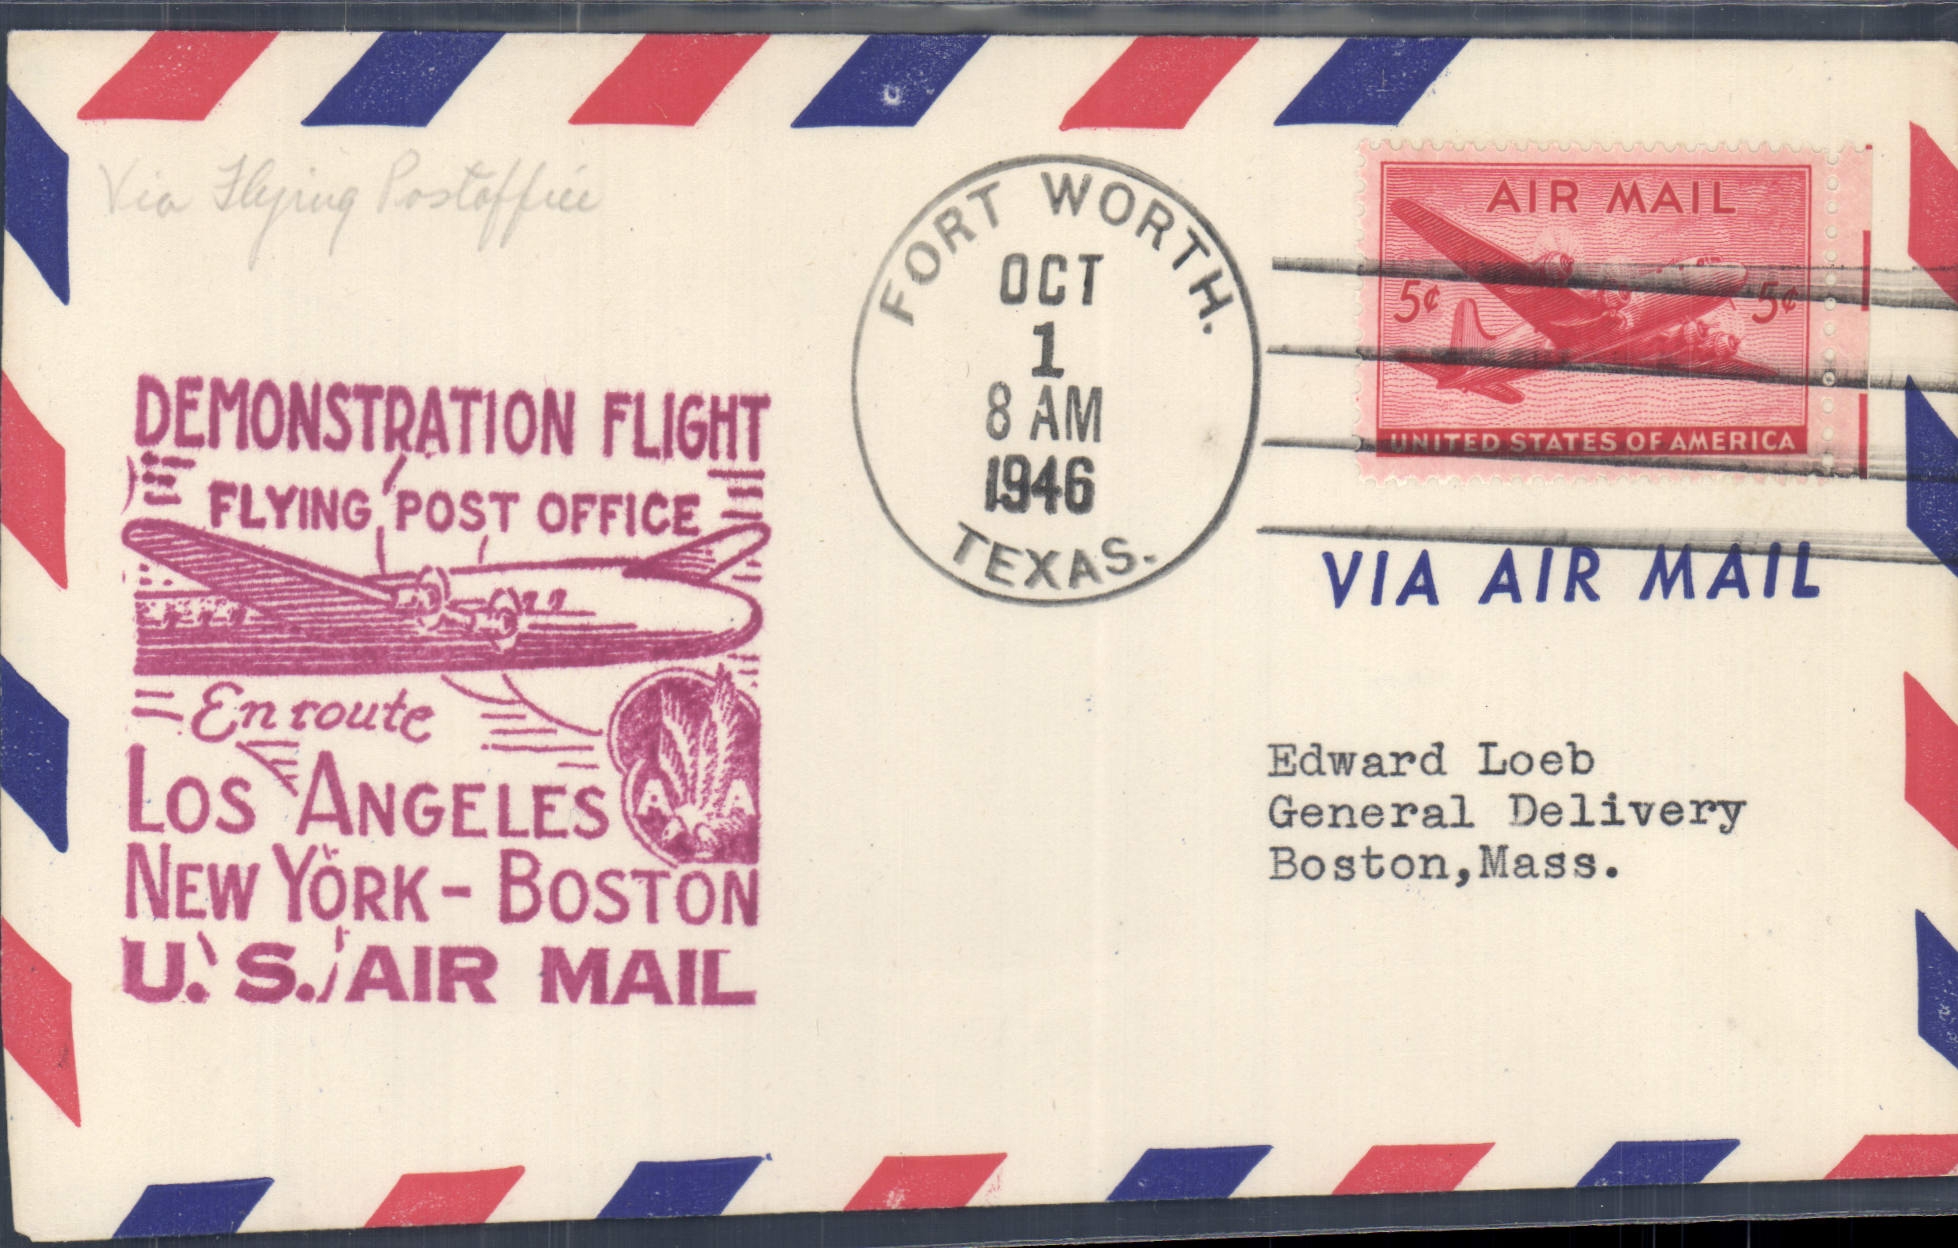 Via Flying Postoffice
FORT WORTH.
OCT
1
8 AM
1946
TEXAS.
AIR MAIL
5¢ 5¢
UNITED STATES OF AMERICA
VIA AIR MAIL
DEMONSTRATION FLIGHT
FLYING POST OFFICE
En route
LOS ANGELES
A A
NEW YORK - BOSTON
U. S. AIR MAIL
Edward Loeb
General Delivery
Boston,Mass.